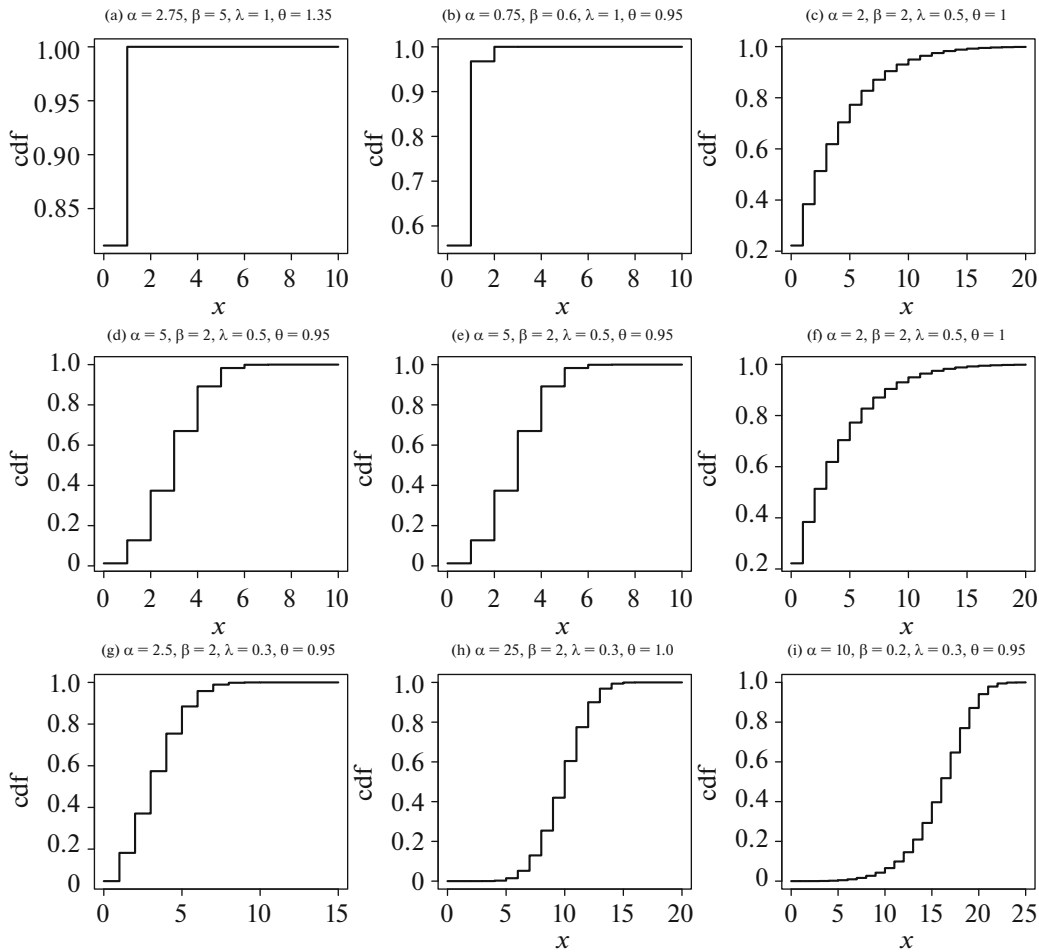 (a) α = 2.75, β = 5, λ = 1, θ = 1.35
(b) α = 0.75, β = 0.6, λ = 1, θ = 0.95
(c) α = 2, β = 2, λ = 0.5, θ = 1
1.00
0.95
0.90
0.85
cdf
0 2 4 6 8 10
x
1.0
0.9
0.8
0.7
0.6
cdf
0 2 4 6 8 10
x
1.0
0.8
0.6
0.4
0.2
cdf
0 5 10 15 20
x
(d) α = 5, β = 2, λ = 0.5, θ = 0.95
(e) α = 5, β = 2, λ = 0.5, θ = 0.95
(f) α = 2, β = 2, λ = 0.5, θ = 1
1.0
0.8
0.6
0.4
0.2
0
cdf
0 2 4 6 8 10
x
1.0
0.8
0.6
0.4
0.2
0
cdf
0 2 4 6 8 10
x
1.0
0.8
0.6
0.4
0.2
cdf
0 5 10 15 20
x
(g) α = 2.5, β = 2, λ = 0.3, θ = 0.95
(h) α = 25, β = 2, λ = 0.3, θ = 1.0
(i) α = 10, β = 0.2, λ = 0.3, θ = 0.95
1.0
0.8
0.6
0.4
0.2
0
cdf
0 5 10 15
x
1.0
0.8
0.6
0.4
0.2
0
cdf
0 5 10 15 20
x
1.0
0.8
0.6
0.4
0.2
0
cdf
0 5 10 15 20 25
x